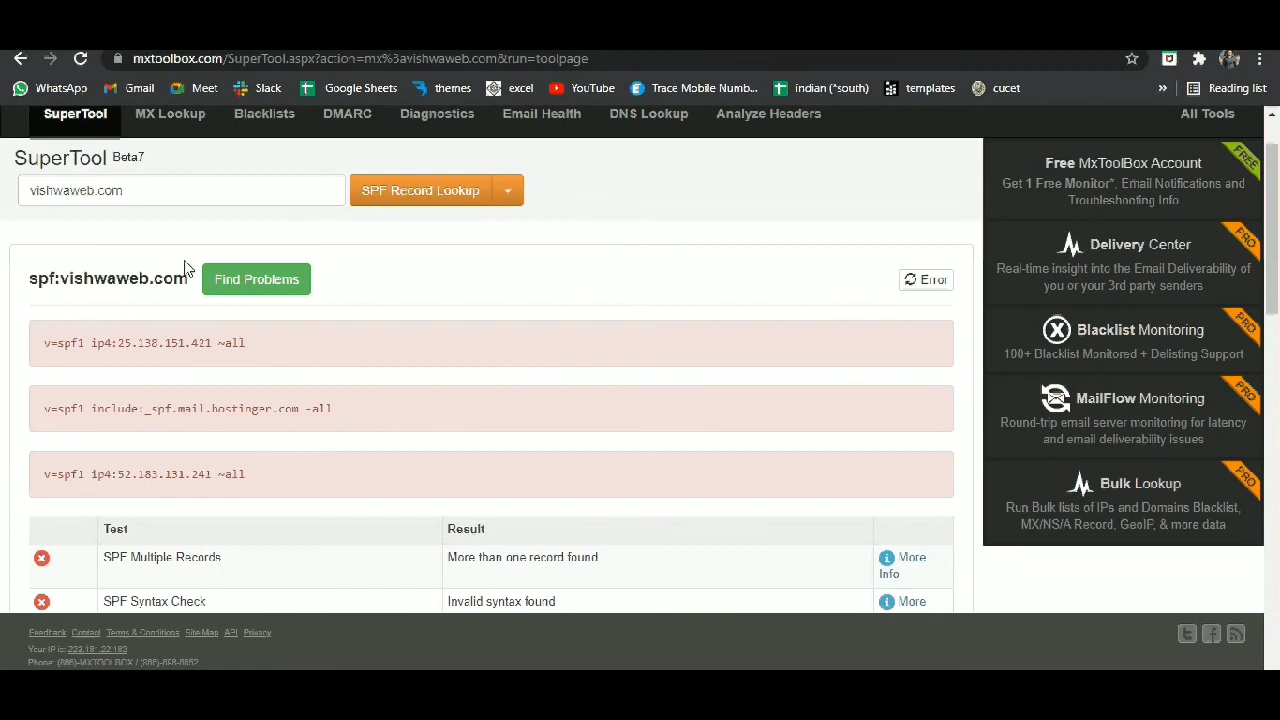 mxtoolbox.com/SuperTool.aspx?action=mx%3avishwaweb.com&run=toolpage
WhatsApp Gmail Meet Slack Google Sheets themes excel YouTube Trace Mobile Numb... Indian (*south) templates cucet » Reading list
SuperTool MX Lookup Blacklists DMARC Diagnostics Email Health DNS Lookup Analyze Headers All Tools
SuperTool Beta7
vishwaweb.com SPF Record Lookup
spf:vishwaweb.com Find Problems Error
v=spf1 ip4:25.138.151.421 ~all
v=spf1 include:_spf.mail.hostinger.com -all
v=spf1 ip4:52.183.131.241 ~all
Test Result
SPF Multiple Records More than one record found More Info
SPF Syntax Check Invalid syntax found More
FREE
Free MxToolBox Account
Get 1 Free Monitor*, Email Notifications and
Troubleshooting Info
PRO
Delivery Center
Real-time insight into the Email Deliverability of
you or your 3rd party senders
PRO
Blacklist Monitoring
100+ Blacklist Monitored + Delisting Support
PRO
MailFlow Monitoring
Round-trip email server monitoring for latency
and email deliverability issues
PRO
Bulk Lookup
Run Bulk lists of IPs and Domains Blacklist,
MX/NS/A Record, GeoIP, & more data
Feedback Contact Terms & Conditions Site Map API Privacy
Your IP is:
Phone: (866)-MXTOOLBOX / (866)-698-6652